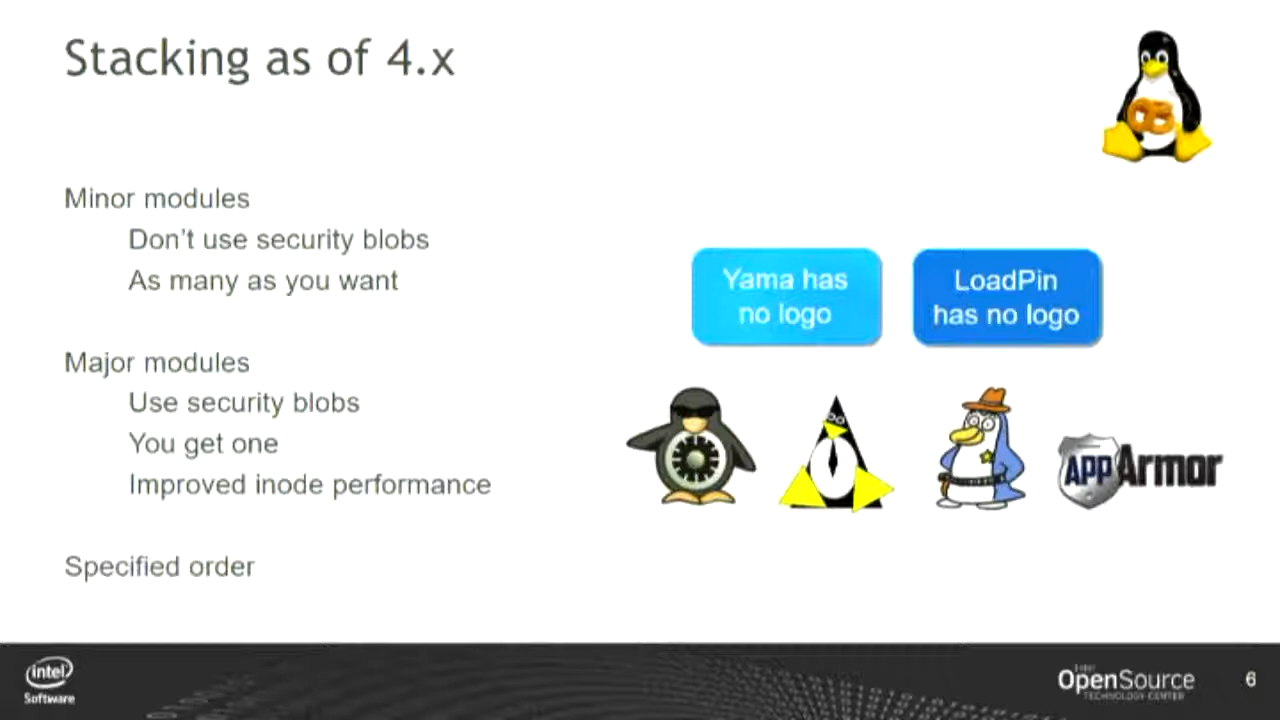 Stacking as of 4.x
Minor modules
Don't use security blobs
As many as you want
Yama has
no logo
LoadPin
has no logo
Major modules
Use security blobs
You get one
Improved inode performance
APPArmor
Specified order
intel
Software
Intel
OpenSource
TECHNOLOGY CENTER
6